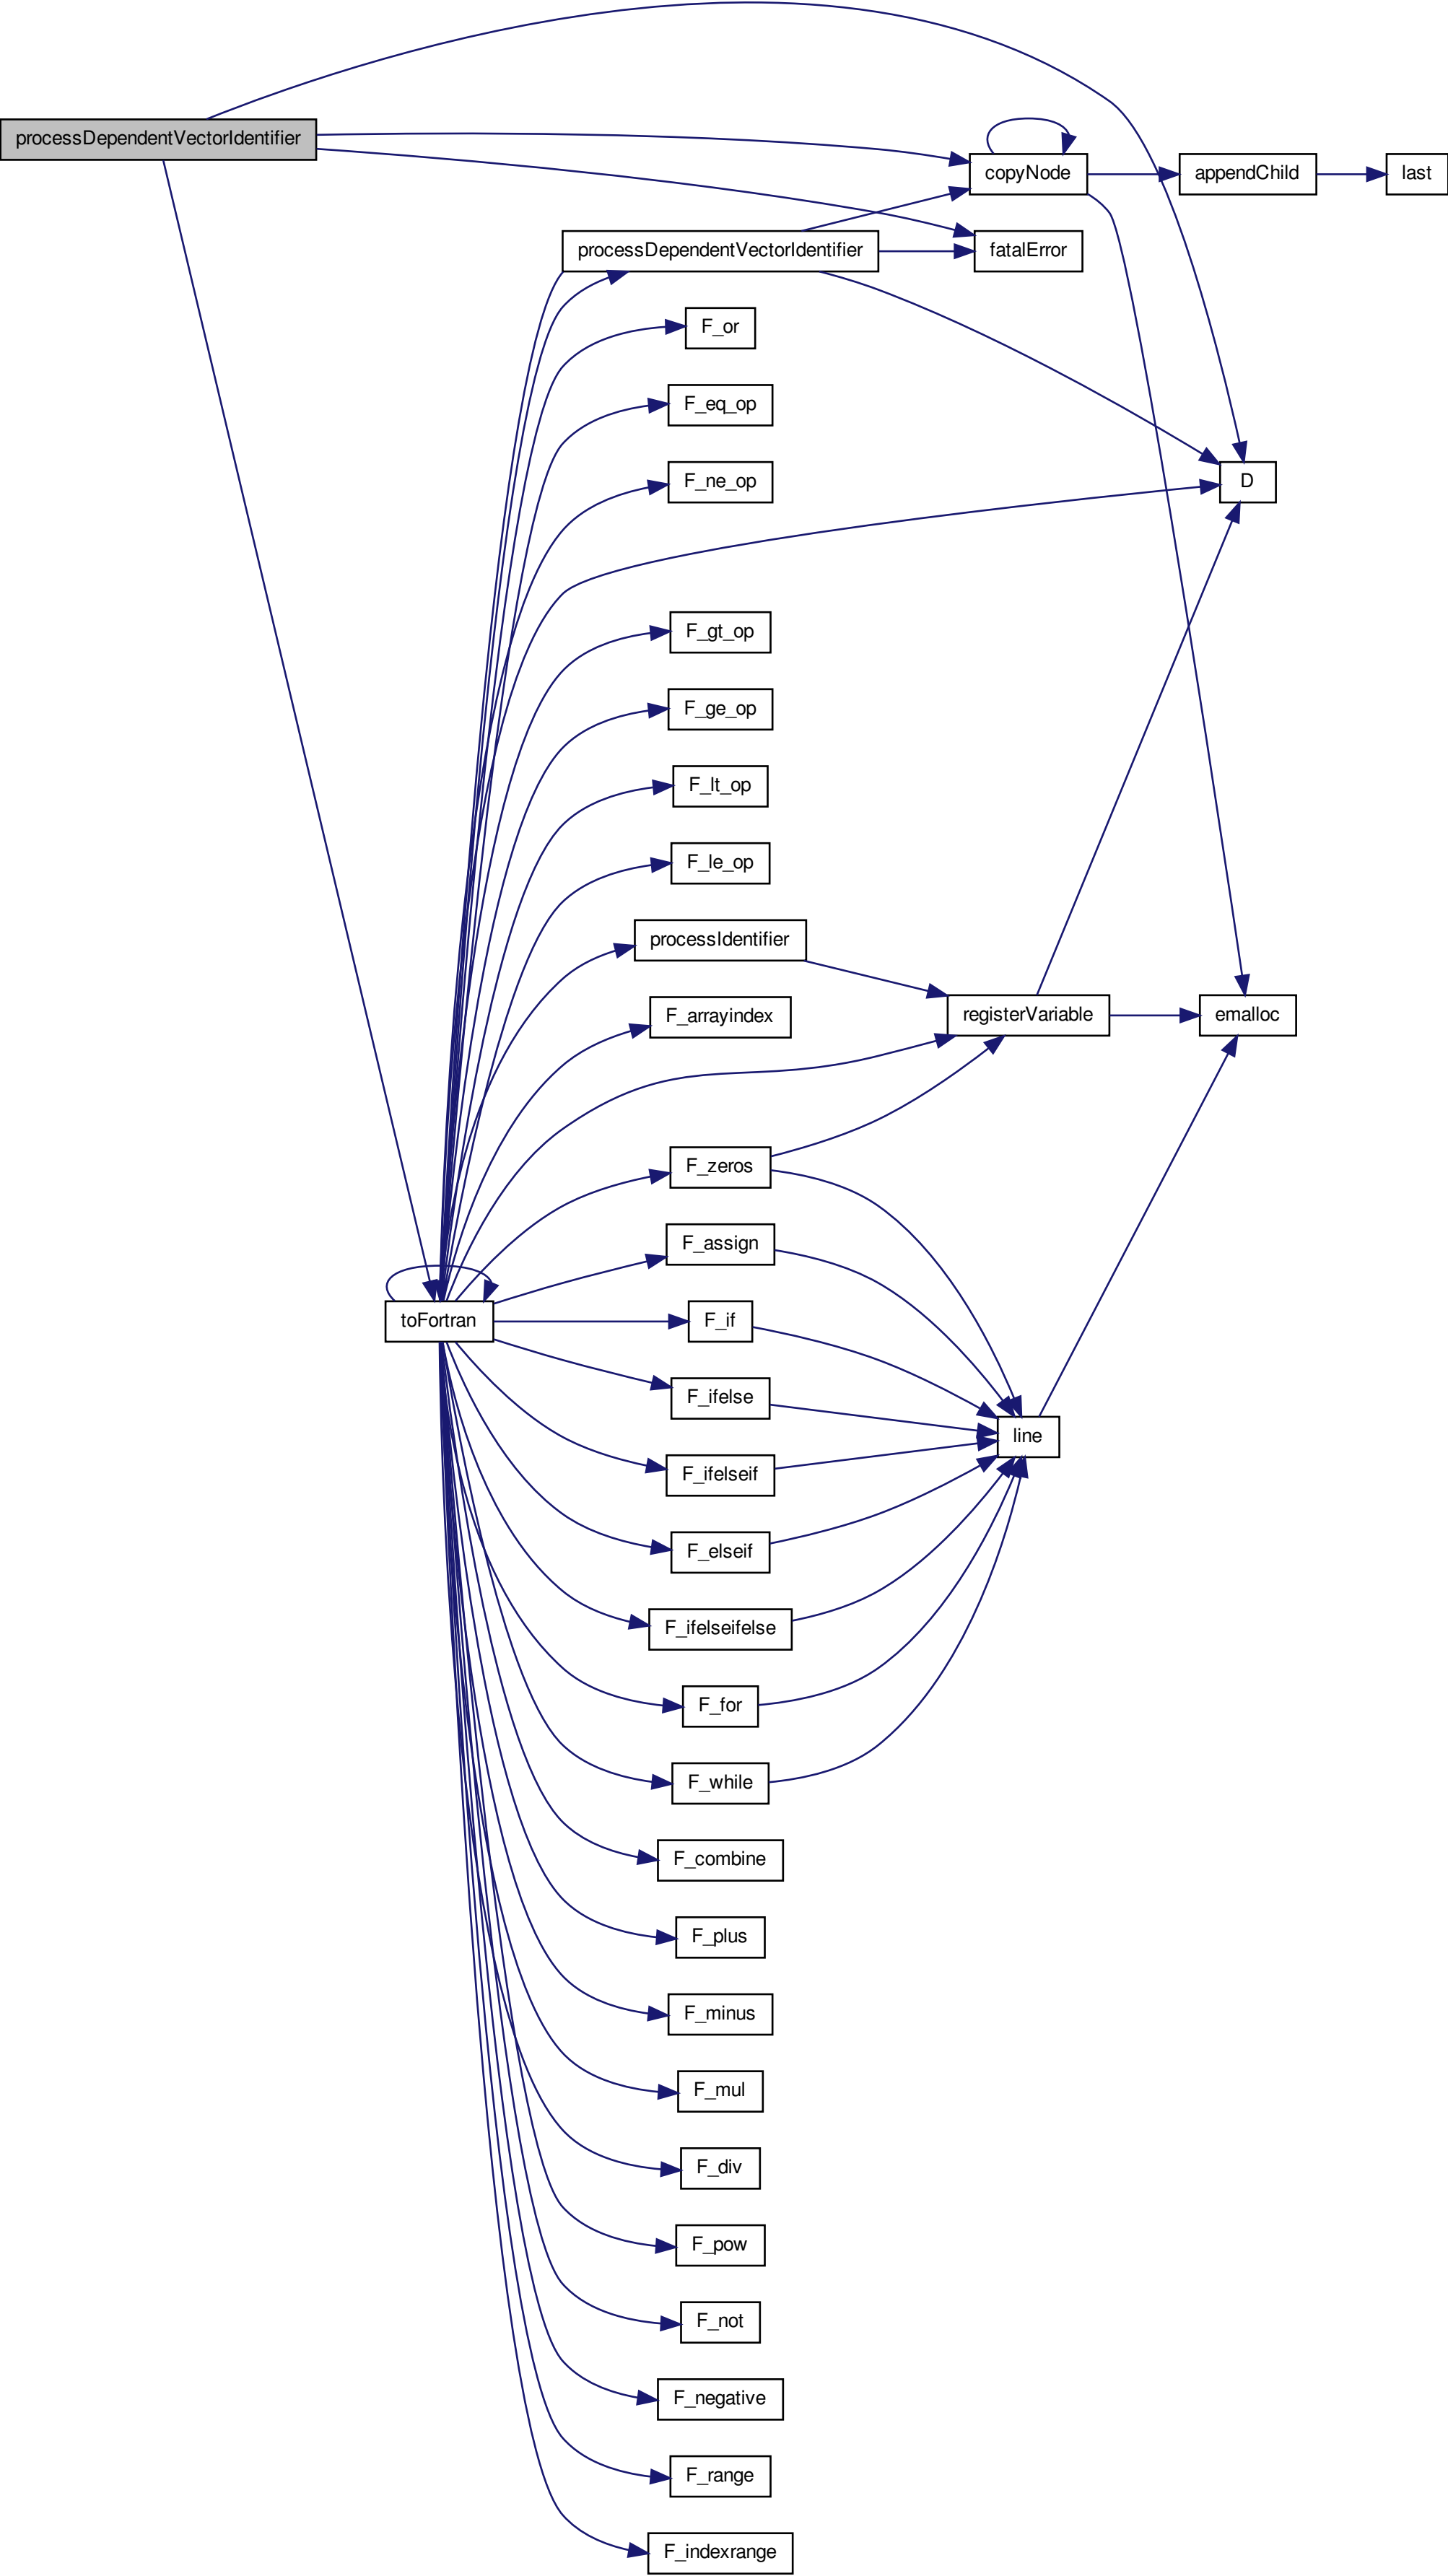 processDependentVectorIdentifier
copyNode
appendChild
last
processDependentVectorIdentifier
fatalError
F_or
F_eq_op
F_ne_op
D
F_gt_op
F_ge_op
F_lt_op
F_le_op
processIdentifier
F_arrayindex
registerVariable
emalloc
F_zeros
F_assign
toFortran
F_if
F_ifelse
line
F_ifelseif
F_elseif
F_ifelseifelse
F_for
F_while
F_combine
F_plus
F_minus
F_mul
F_div
F_pow
F_not
F_negative
F_range
F_indexrange